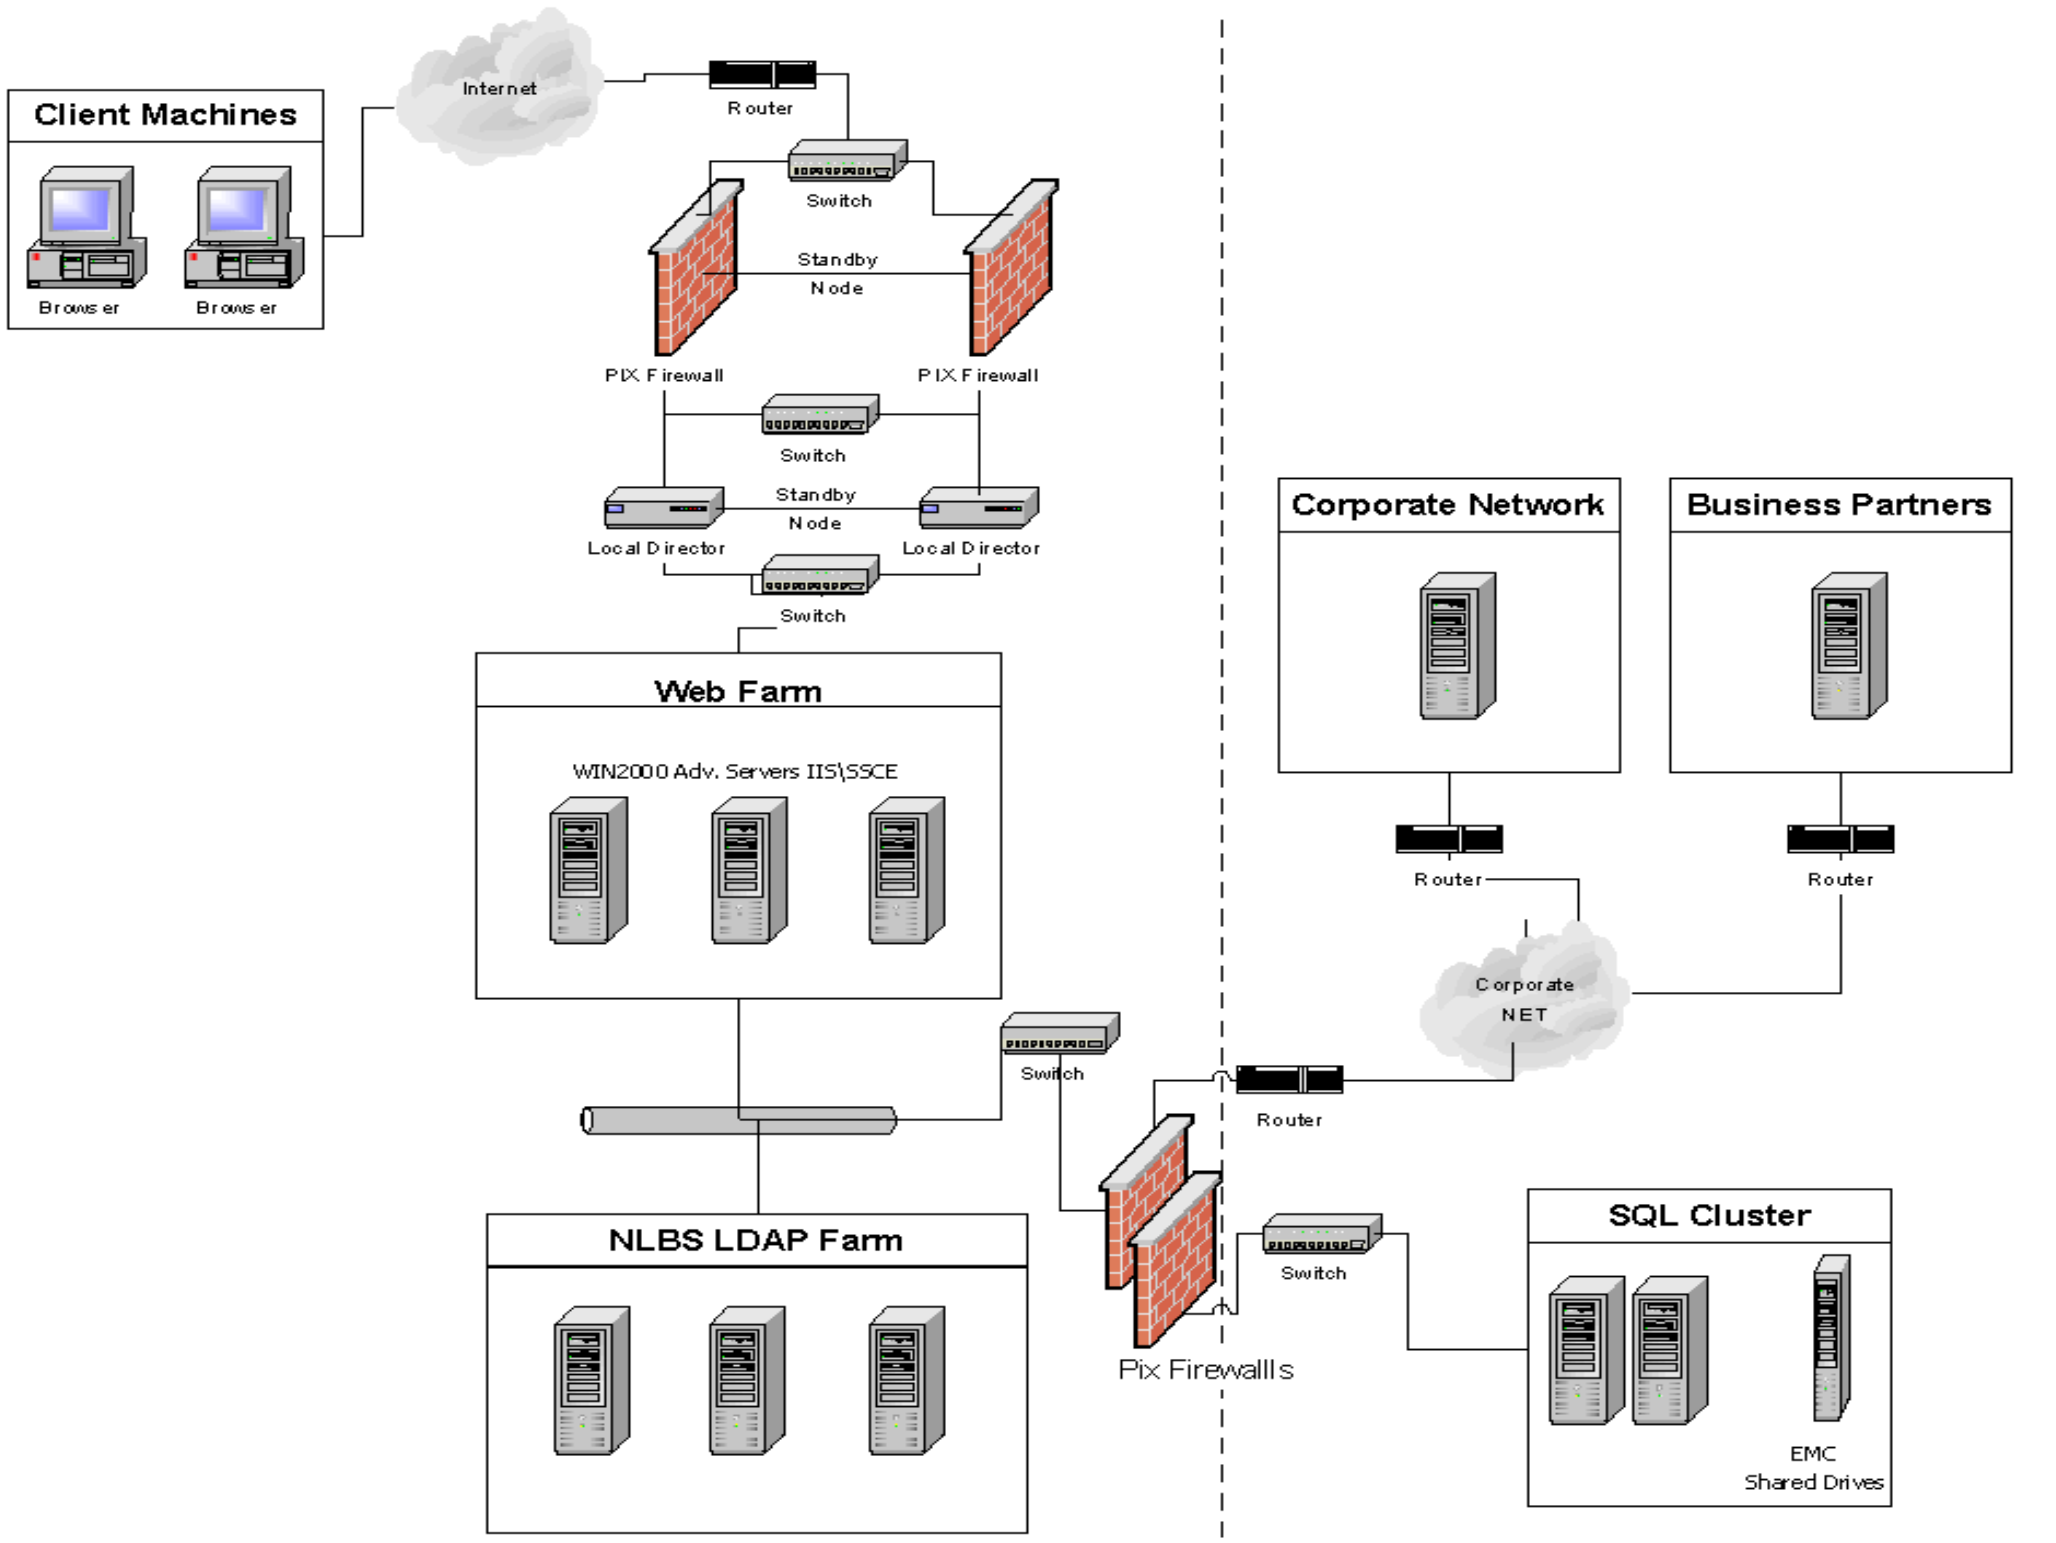 Internet
Router
Client Machines
Browser
Browser
Switch
Standby
Node
PIX Firewall
PIX Firewall
Switch
Standby
Node
Local Director
Local Director
Switch
Web Farm
WIN2000 Adv. Servers IIS\SSCE
Corporate Network
Business Partners
Router
Router
Corporate
NET
Switch
Router
NLBS LDAP Farm
Pix Firewallls
Switch
SQL Cluster
EMC
Shared Drives